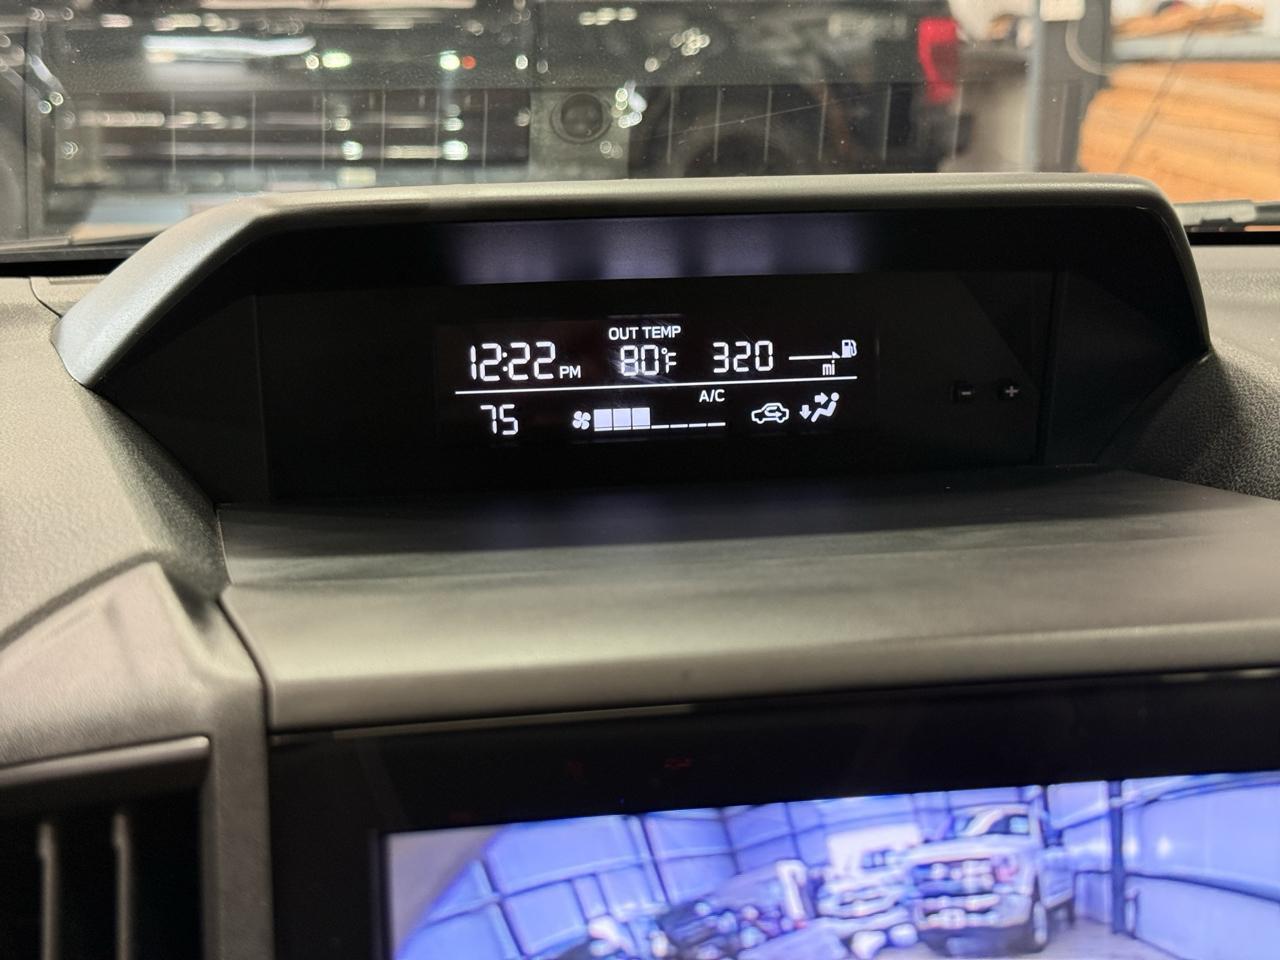 OUT TEMP
12:22 PM 80°F 320 mi
A/C
75
- +